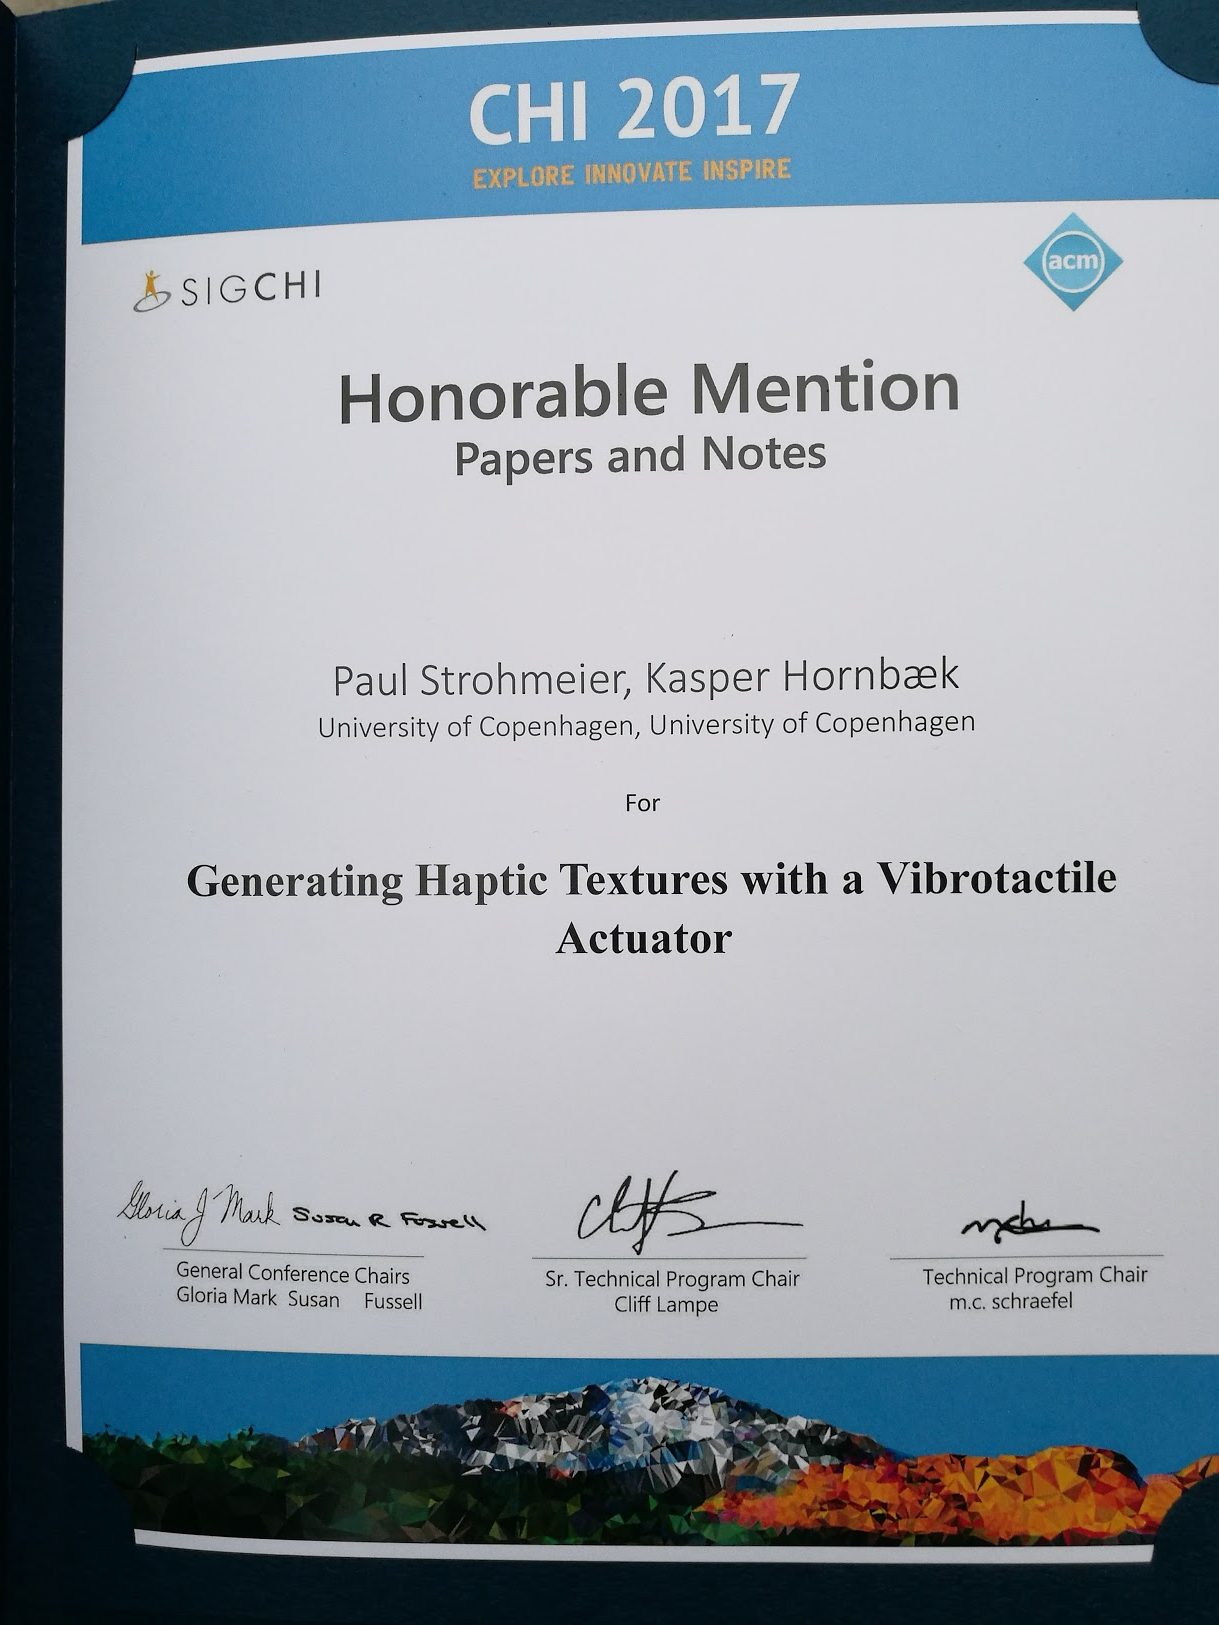 CHI 2017
EXPLORE INNOVATE INSPIRE
SIGCHI
acm
Honorable Mention
Papers and Notes
Paul Strohmeier, Kasper Hornbæk
University of Copenhagen, University of Copenhagen
For
Generating Haptic Textures with a Vibrotactile
Actuator
Gloria J Mark Susan R Fussell
General Conference Chairs
Gloria Mark Susan Fussell
Sr. Technical Program Chair
Cliff Lampe
Technical Program Chair
m.c. schraefel